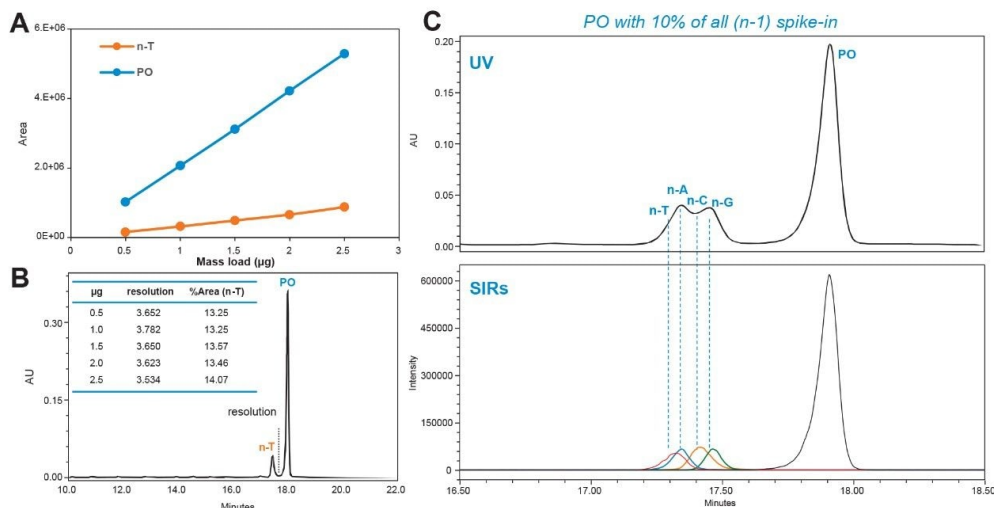 A
Area
6.E+06
4.E+06
2.0E+06
0E+00
n-T
PO
0 0.5 1 1.5 2 2.5 3
Mass load (µg)
B
AU
0.30
0.15
0.00
µg resolution %Area (n-T)
0.5 3.652 13.25
1.0 3.782 13.25
1.5 3.650 13.57
2.0 3.623 13.46
2.5 3.534 14.07
PO
resolution
n-T
10.0 12.0 14.0 16.0 18.0 20.0 22.0
Minutes
C
PO with 10% of all (n-1) spike-in
UV
AU
0.20
0.15
0.10
0.05
0.00
PO
n-A
n-C
n-T
n-G
SIRs
Intensity
600000
450000
300000
150000
0
16.50 17.00 17.50 18.00 18.50
Minutes